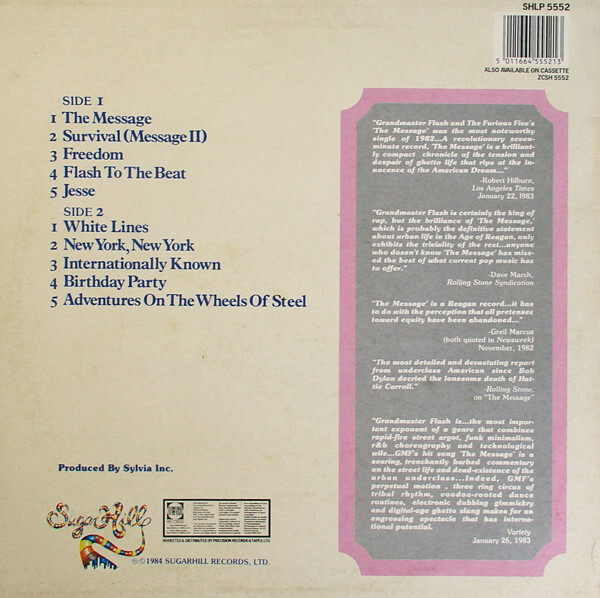 SHLP 5552
5 011664 555213
ALSO AVAILABLE ON CASSETTE
ZCSH 5552
SIDE 1
1 The Message
2 Survival (Message II)
3 Freedom
4 Flash To The Beat
5 Jesse
SIDE 2
1 White Lines
2 New York, New York
3 Internationally Known
4 Birthday Party
5 Adventures On The Wheels Of Steel
"Grandmaster Flash and The Furious Five's
'The Message' was the most noteworthy
single of 1982...A revolutionary seven-
minute record, 'The Message' is a brilliant-
ly compact chronicle of the tension and
despair of ghetto life that rips at the in-
nocence of the American Dream..."
-Robert Hilburn,
Los Angeles Times
January 22, 1983
"Grandmaster Flash is certainly the king of
rap, but the brilliance of 'The Message,'
which is probably the definitive statement
about urban life in the Age of Reagan, only
exhibits the triviality of the rest...anyone
who dosen't know 'The Message' has mis-
sed the best of what current pop music has
to offer."
-Dave Marsh,
Rolling Stone Syndication
"The Message' is a Reagan record...it has
to do with the perception that all pretenses
toward equity have been abandoned..."
-Greil Marcus
(both quoted in Newsweek)
November, 1982
"The most detailed and devastating report
from underclass American since Bob
Dylan decried the lonesome death of Hat-
tie Carroll."
-Rolling Stone,
on "The Message"
"Grandmaster Flash is...the most impor-
tant exponent of a genre that combines
rapid-fire street argot, funk minimalism,
r&b choreography and technological
wile...GMF's hit song 'The Message' is a
searing, trenchantly barbed commentary
on the street life and dead-existence of the
urban underclass...Indeed, GMF's
perpetual motion , three ring circus of
tribal rhythm, voodoo-rooted dance
routines, electronic dubbing gimmickry
and digital-age ghetto slang makes for an
engrossing spectacle that has interna-
tional potential.
Variety
January 26, 1983
Produced By Sylvia Inc.
Sugar Hill
RECORDS
MARKETED & DISTRIBUTED BY PRECISION RECORDS & TAPES LTD.
℗©1984 SUGARHILL RECORDS, LTD.